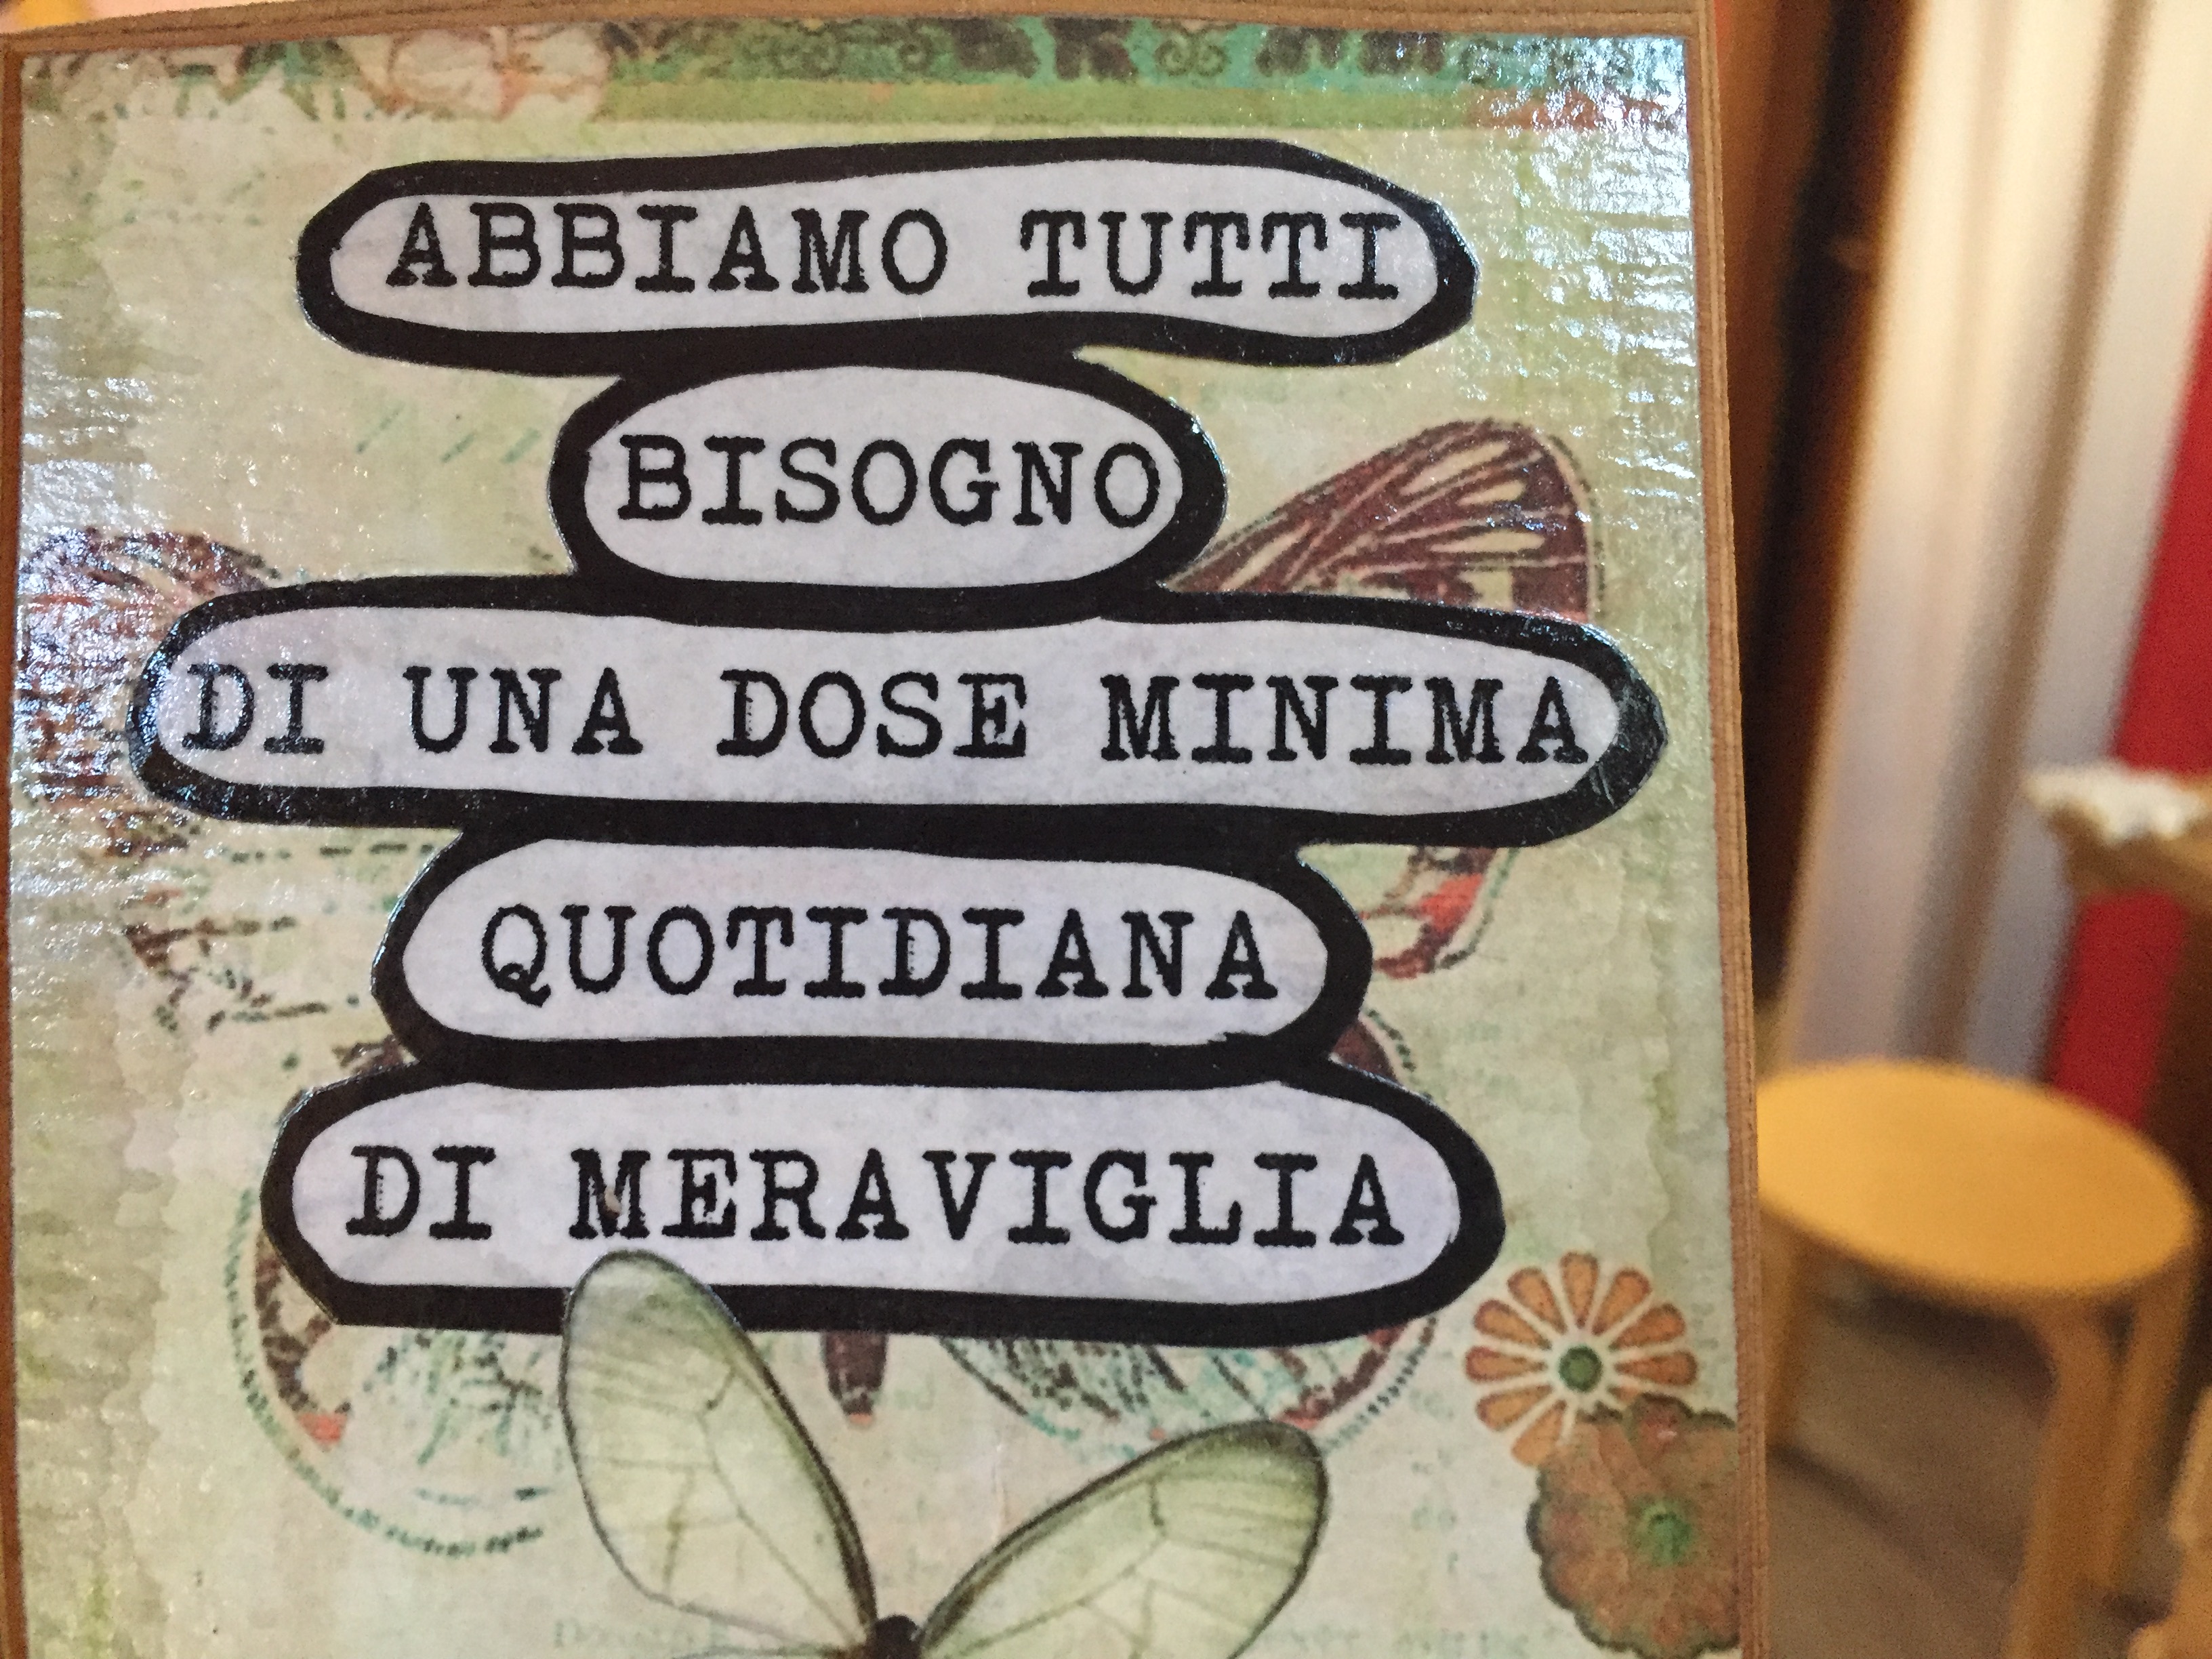 ABBIAMO TUTTI
BISOGNO
DI UNA DOSE MINIMA
QUOTIDIANA
DI MERAVIGLIA